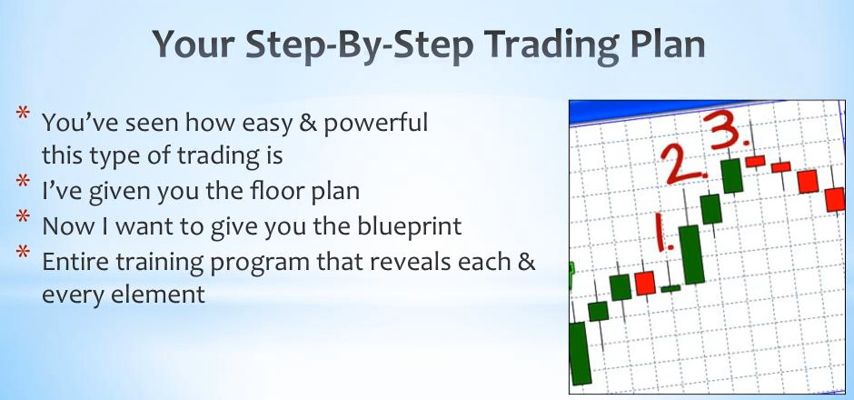 Your Step-By-Step Trading Plan
* You’ve seen how easy & powerful
this type of trading is
* I’ve given you the floor plan
* Now I want to give you the blueprint
* Entire training program that reveals each &
every element
1.
2.
3.